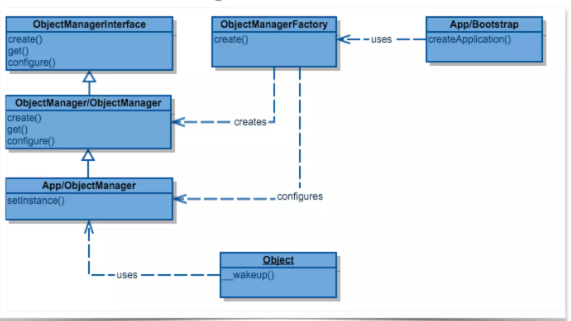 ObjectManagerInterface
create()
get()
configure()
ObjectManagerFactory
create()
App/Bootstrap
createApplication()
uses
ObjectManager/ObjectManager
create()
get()
configure()
creates
App/ObjectManager
setInstance()
configures
Object
__wakeup()
uses